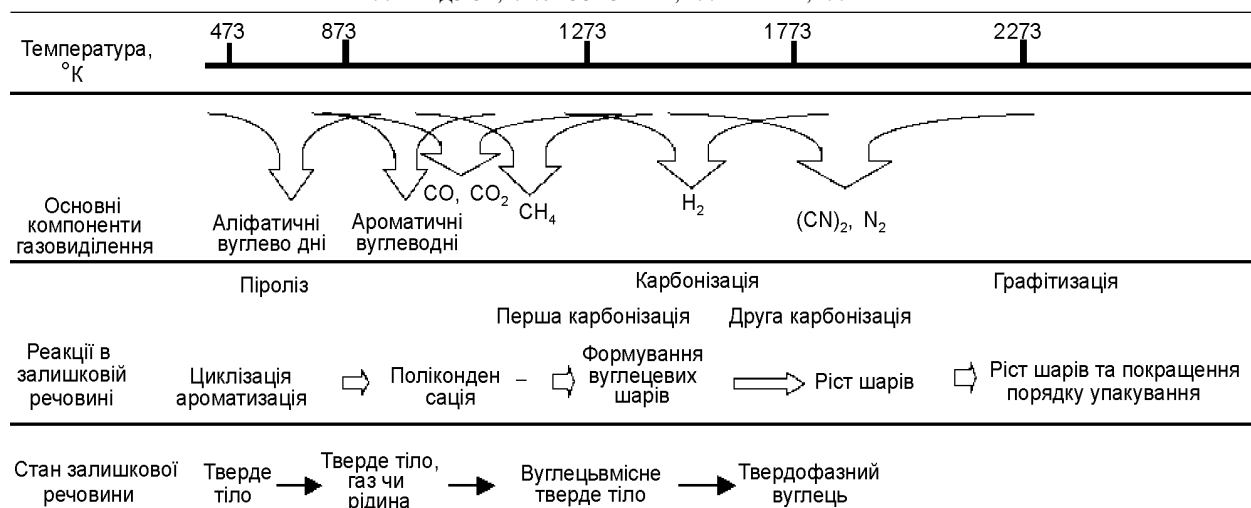 473 873 1273 1773 2273
Температура,
°К
CO, CO2
CH4
H2
(CN)2, N2
Основні
компоненти
газовиділення
Аліфатичні
вуглево дні
Ароматичні
вуглеводні
Піроліз Карбонізація Графітизація
Перша карбонізація Друга карбонізація
Реакції в
залишковій
речовині
Циклізація
ароматизація
Поліконден –
сація
Формування
вуглецевих
шарів
Ріст шарів
Ріст шарів та покращення
порядку упакування
Стан залишкової
речовини
Тверде
тіло
Тверде тіло,
газ чи
рідина
Вуглецьвмісне
тверде тіло
Твердофазний
вуглець